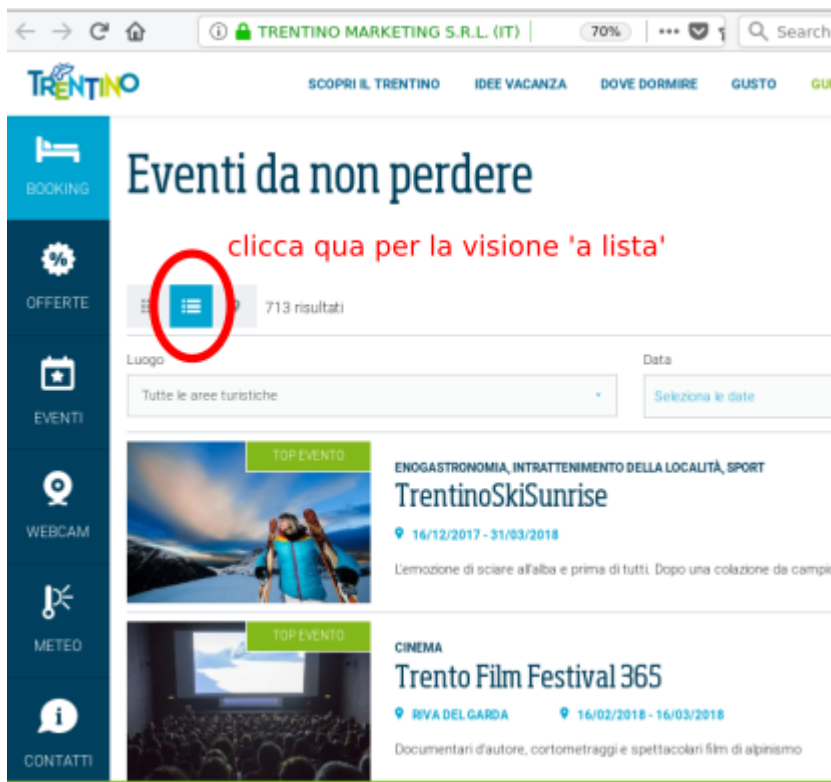 TRENTINO MARKETING S.R.L. (IT)
70%
Search
TRENTINO
SCOPRI IL TRENTINO
IDEE VACANZA
DOVE DORMIRE
GUSTO
BOOKING
Eventi da non perdere
clicca qua per la visione 'a lista'
OFFERTE
713 risultati
Luogo
Data
Tutte le aree turistiche
Seleziona le date
EVENTI
TOP EVENTO
ENOGASTRONOMIA, INTRATTENIMENTO DELLA LOCALITÀ, SPORT
TrentinoSkiSunrise
16/12/2017 - 31/03/2018
L'emozione di sciare all'alba e prima di tutti. Dopo una colazione da
WEBCAM
METEO
TOP EVENTO
CINEMA
Trento Film Festival 365
RIVA DEL GARDA
16/02/2018 - 16/03/2018
Documentari d'autore, cortometraggi e spettacolari film di alpinismo
CONTATTI